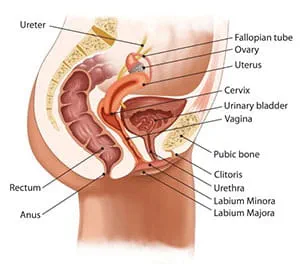 Ureter
Fallopian tube
Ovary
Uterus
Cervix
Urinary bladder
Vagina
Pubic bone
Clitoris
Urethra
Labium Minora
Labium Majora
Rectum
Anus